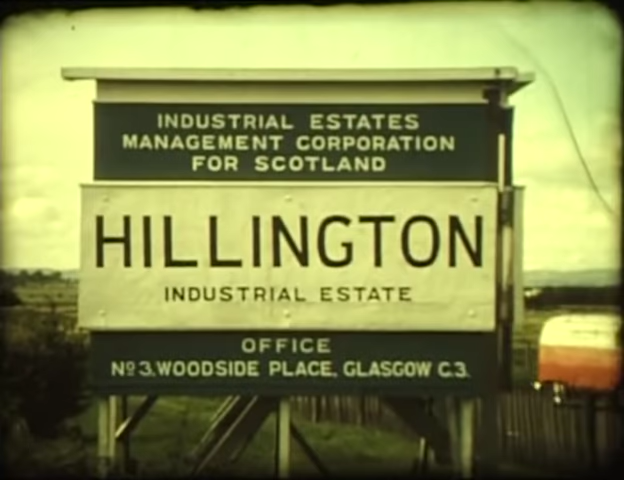 INDUSTRIAL ESTATES
MANAGEMENT CORPORATION
FOR SCOTLAND
HILLINGTON
INDUSTRIAL ESTATE
OFFICE
Nº 3, WOODSIDE PLACE, GLASGOW C.3.